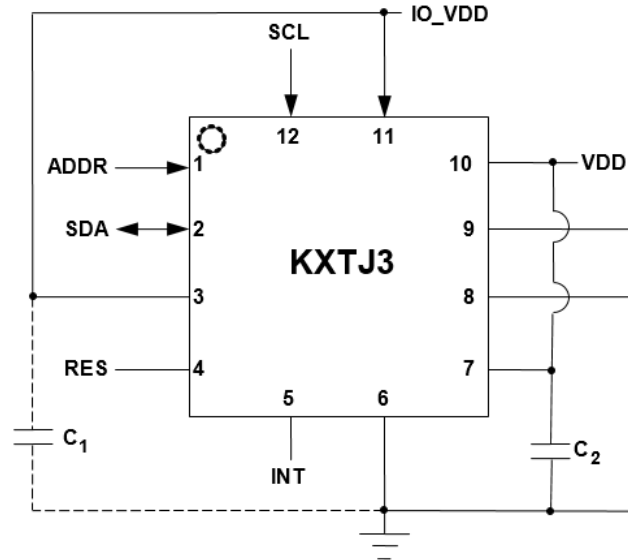 IO_VDD
SCL
12
11
ADDR
1
10
VDD
SDA
2
9
KXTJ3
3
8
RES
4
7
5
6
C1
C2
INT